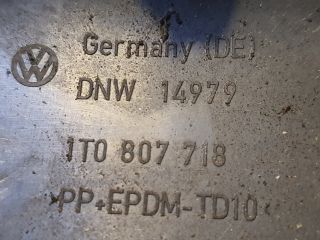 Germany (DE)
DNW 14979
1T0 807 718
>PP+EPDM-TD10<